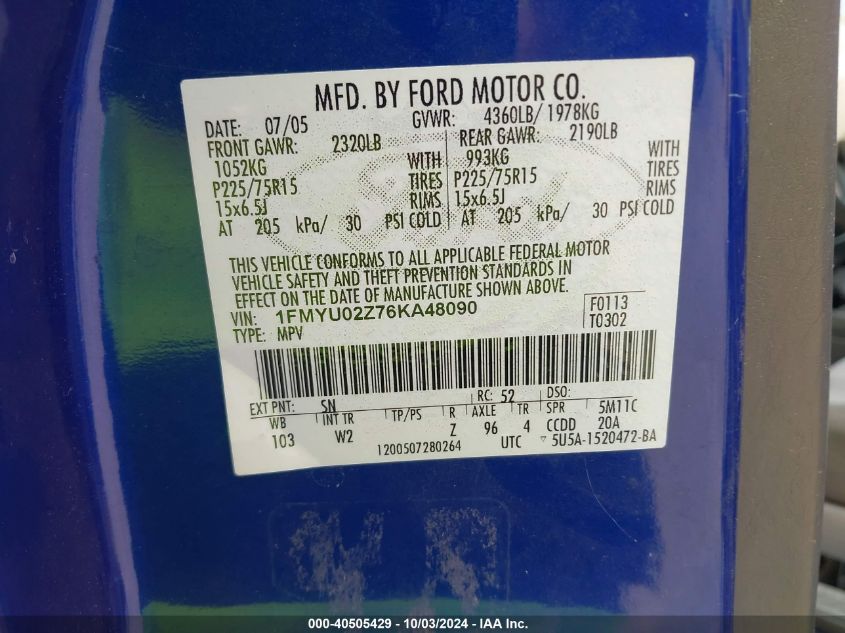 MFD. BY FORD MOTOR CO.
DATE: 07/05 GVWR: 4360LB/ 1978KG
FRONT GAWR: 2320LB REAR GAWR: 2190LB
1052KG WITH 993KG WITH
P225/75R15 TIRES P225/75R15 TIRES
15x6.5J RIMS 15x6.5J RIMS
AT 205 kPa/ 30 PSI COLD AT 205 kPa/ 30 PSI COLD
THIS VEHICLE CONFORMS TO ALL APPLICABLE FEDERAL MOTOR
VEHICLE SAFETY AND THEFT PREVENTION STANDARDS IN
EFFECT ON THE DATE OF MANUFACTURE SHOWN ABOVE.
VIN: 1FMYU02Z76KA48090 F0113
TYPE: MPV T0302
EXT PNT: SN RC: 52 DSO:
WB INT TR TP/PS R AXLE TR SPR 5M11C
103 W2 Z 96 4 CCDD 20A
1200507280264 UTC 5U5A-1520472-BA
000-40505429 - 10/03/2024 - IAA Inc.